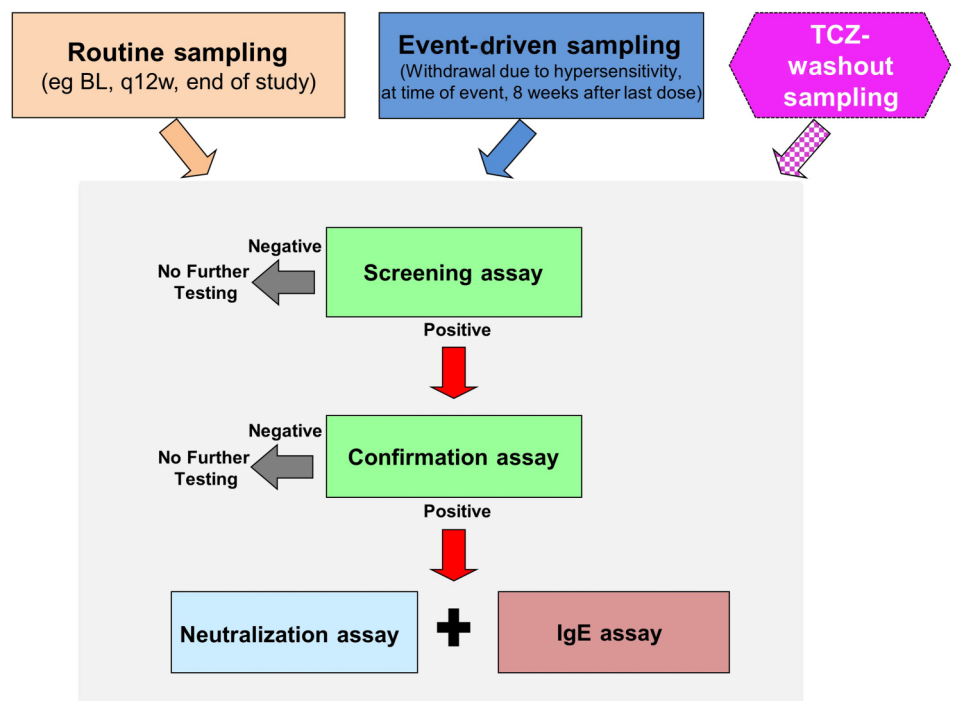 Routine sampling
(eg BL, q12w, end of study)
Event-driven sampling
(Withdrawal due to hypersensitivity,
at time of event, 8 weeks after last dose)
TCZ-
washout
sampling
Negative
No Further
Testing
Screening assay
Positive
Negative
No Further
Testing
Confirmation assay
Positive
Neutralization assay
+
IgE assay